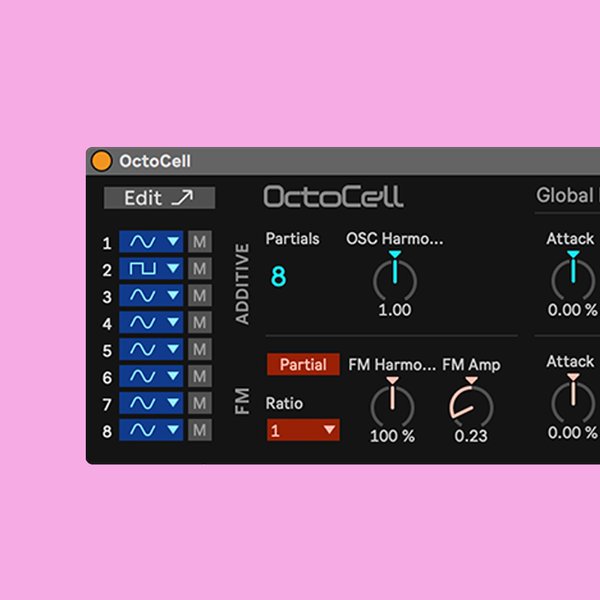 OctoCell
Edit
OctoCell
Global
1 M
2 M
3 M
4 M
5 M
6 M
7 M
8 M
ADDITIVE
Partials OSC Harmo... Attack
8
1.00 0.00 %
FM
Partial FM Harmo... FM Amp Attack
Ratio
1
100 % 0.23 0.00 %